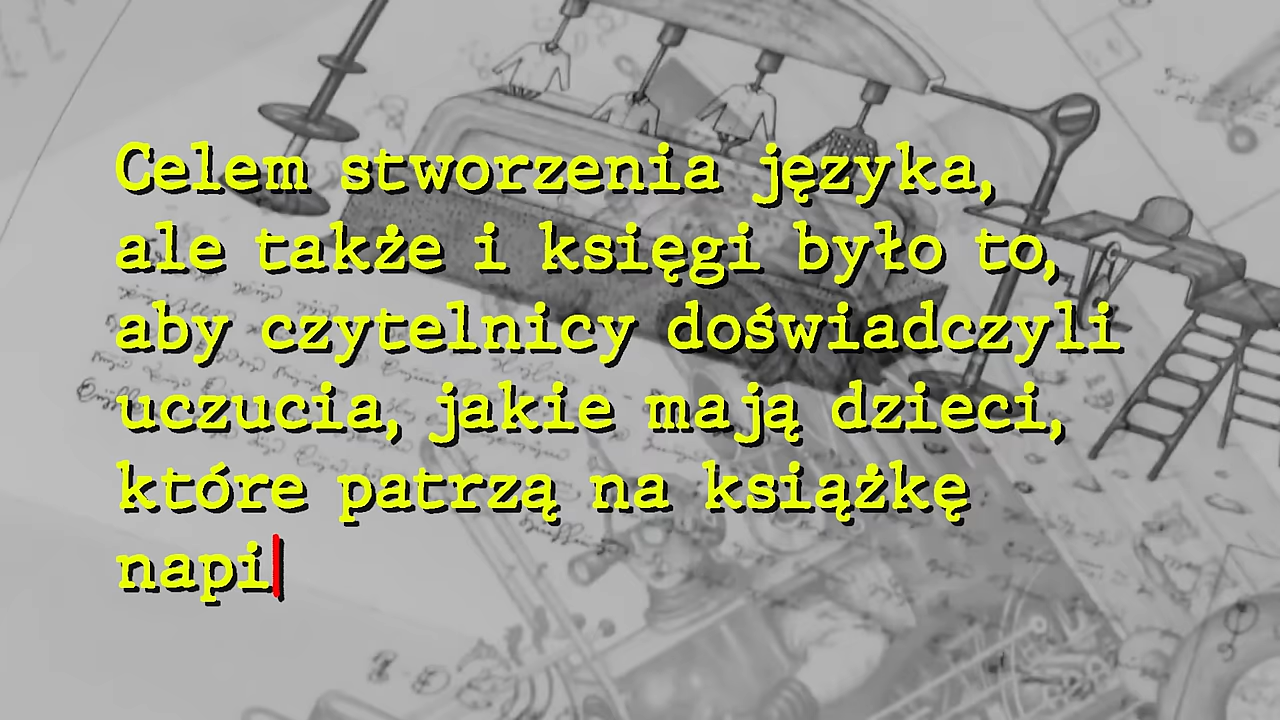 Celem stworzenia języka,
ale także i księgi było to,
aby czytelnicy doświadczyli
uczucia, jakie mają dzieci,
które patrzą na książkę
napi